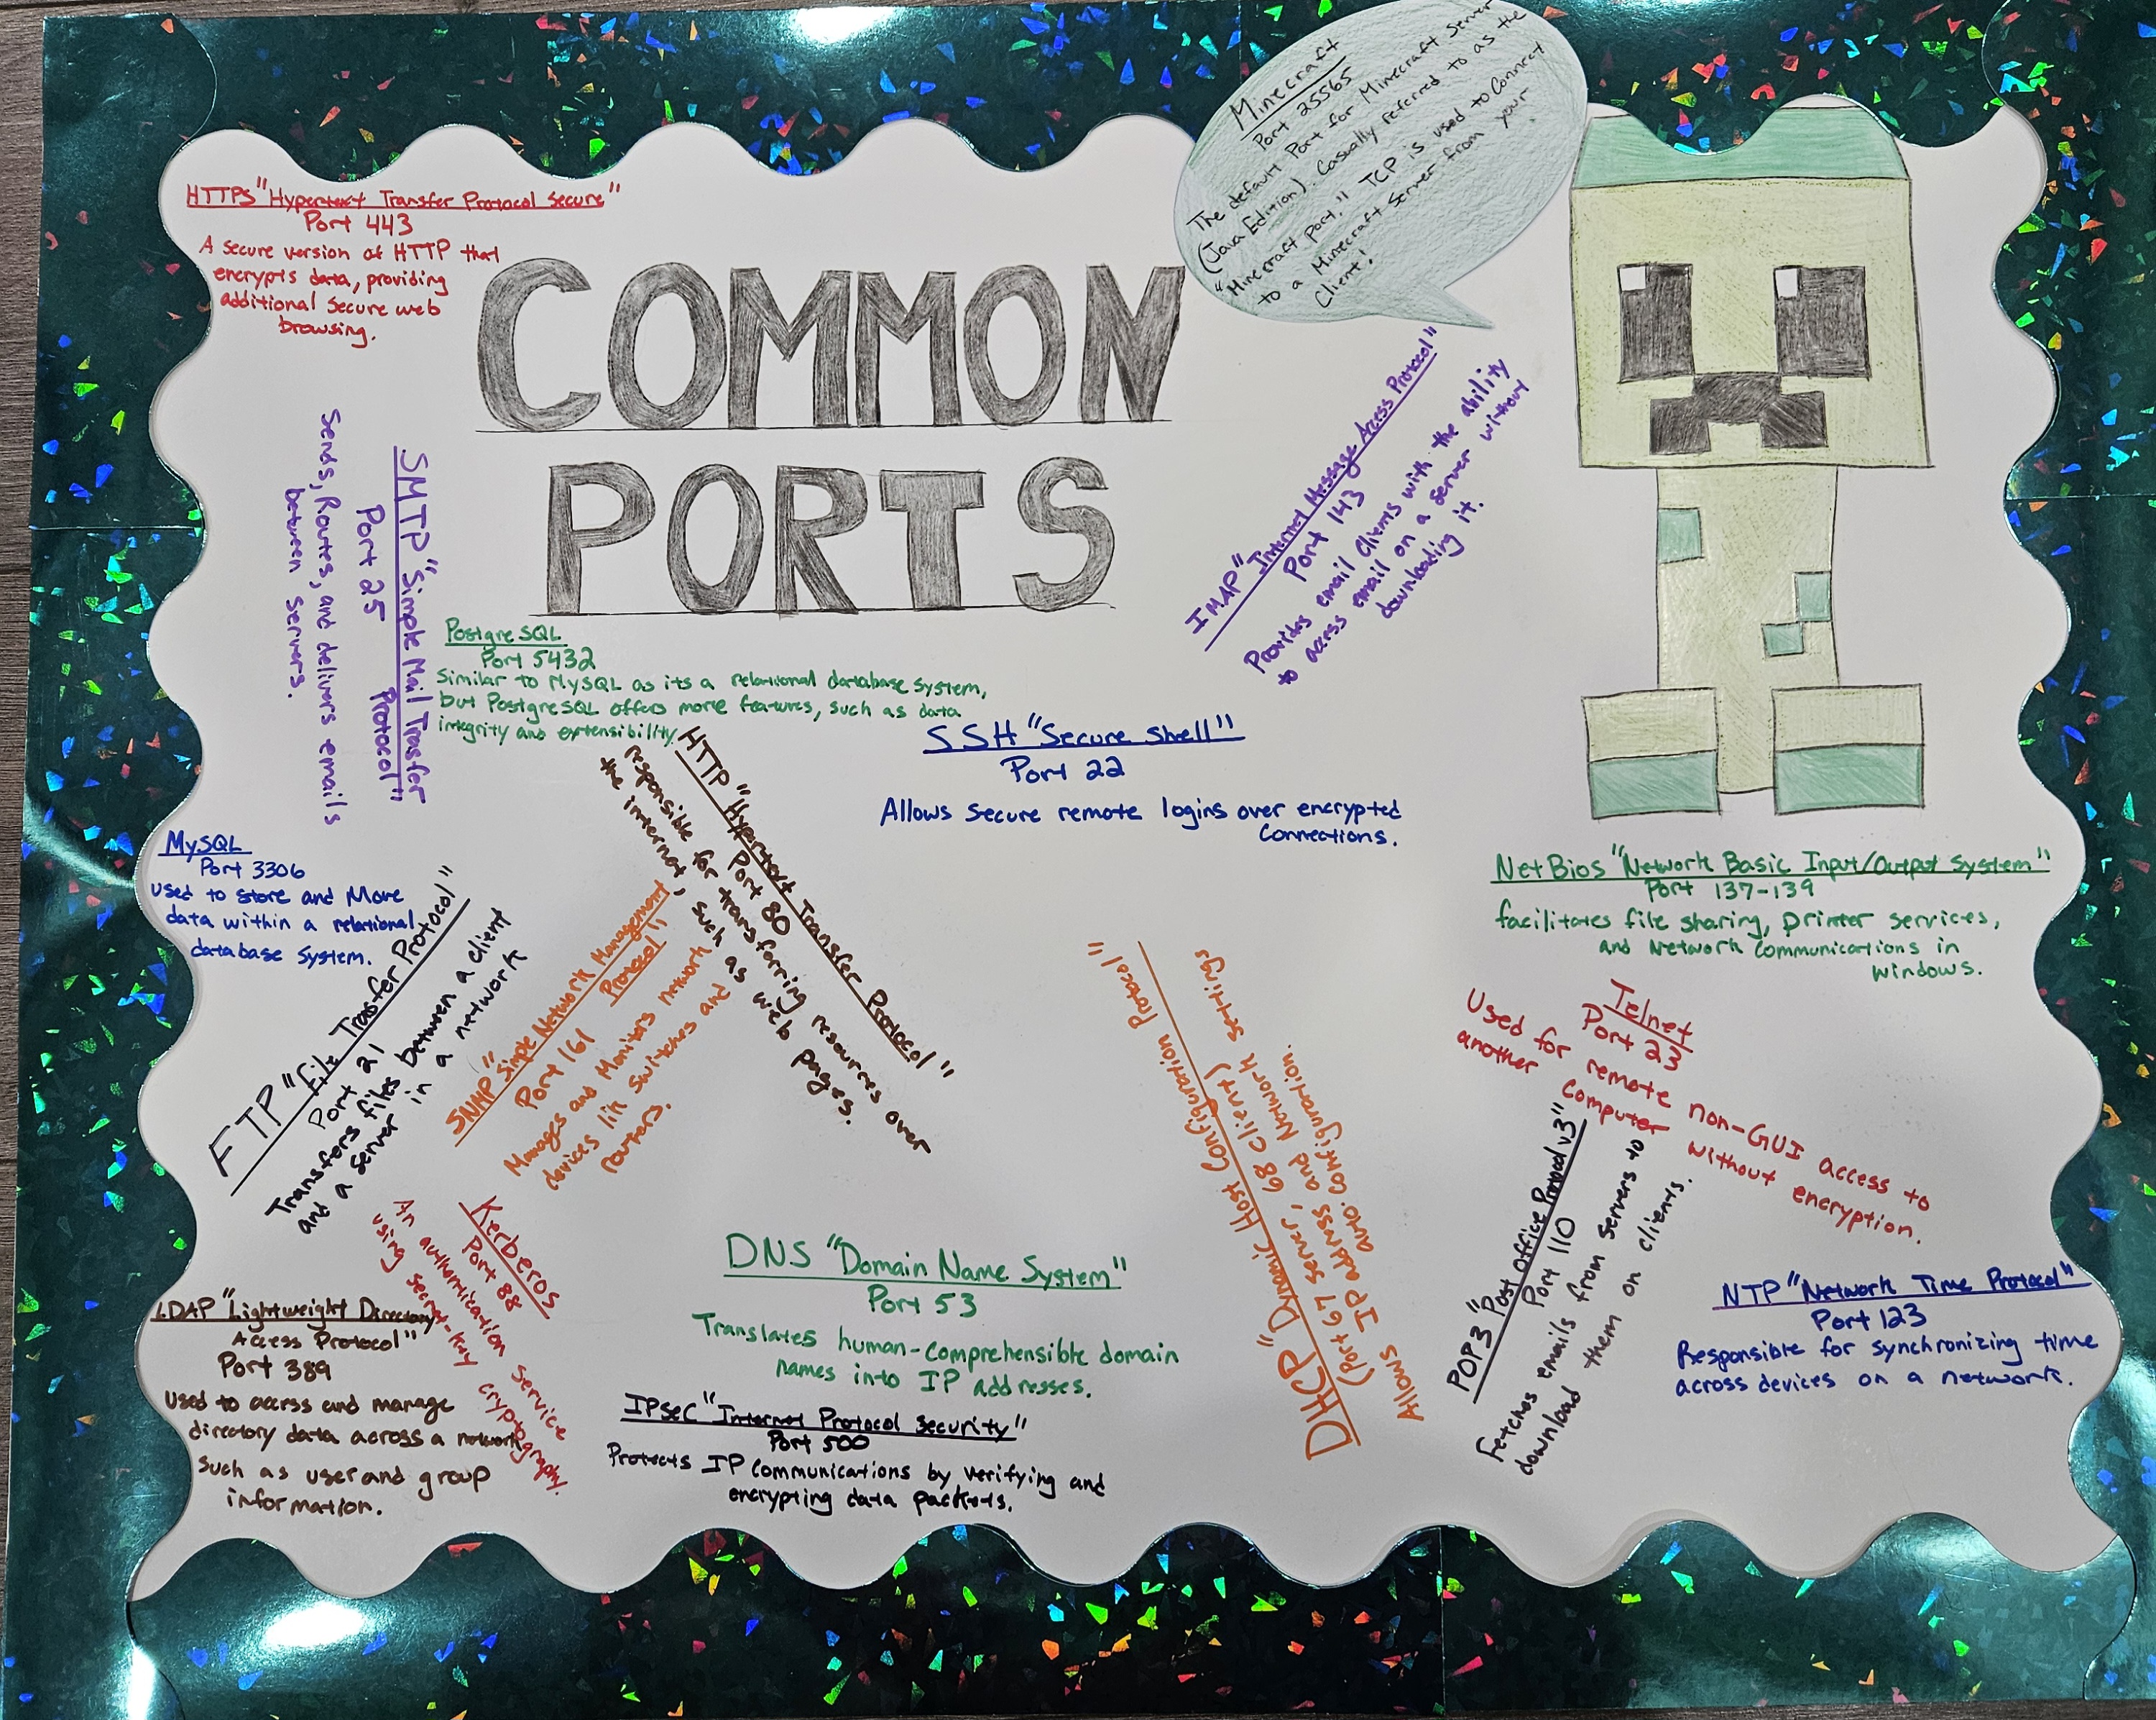 HTTPS "Hypertext Transfer Protocol Secure"
Port 443
A secure version of HTTP that
encrypts data, providing
additional secure web
browsing.
COMMON
PORTS
Minecraft
Port 25565
The default Port for Minecraft Server
(Java Edition). Casually referred to as the
"Minecraft Port." TCP is used to Connect
to a Minecraft Server from your
Client!
SMTP "Simple Mail Trasfer
Protocol"
Port 25
Sends, Routes, and delivers emails
between servers.
IMAP "Internet Message Access Protocol"
Port 143
Provides email clients with the ability
to access email on a server without
downloading it.
PostgreSQL
Port 5432
Similar to MySQL as its a relational database system,
but PostgreSQL offers more features, such as data
integrity and extensibility.
SSH "Secure Shell"
Port 22
Allows secure remote logins over encrypted
Connections.
HTTP "Hypertext Transfer Protocol"
Port 80
responsible for transferring resources over
the internet, such as web pages.
MySQL
Port 3306
Used to store and Move
data within a relational
database System.
NetBios "Network Basic Input/Output System"
Port 137-139
facilitates file sharing, printer services,
and Network Communications in
Windows.
FTP "File Transfer Protocol"
Port 21
Transfers files between a client
and a server in a network
SNMP "Simple Network Management
Protocol"
Port 161
Manages and Monitors network
devices lik switches and
routers.
DHCP "Dynamic Host Configuration Protocol"
(Port 67 server, 68 client)
Allows IP address and Network settings
auto configuration.
Telnet
Port 23
Used for remote non-GUI access to
another computer without encryption.
POP3 "Post Office Protocol v3"
Port 110
Fetches emails from servers to
download them on clients.
Kerberos
Port 88
An authentication service
using secret-key cryptography.
DNS "Domain Name System"
Port 53
Translates human-comprehensible domain
names into IP addresses.
NTP "Network Time Protocol"
Port 123
Responsible for synchronizing time
across devices on a network.
LDAP "Lightweight Directory
Access Protocol"
Port 389
Used to access and manage
directory data across a network
such as user and group
information.
IPsec "Internet Protocol Security"
Port 500
Protects IP communications by verifying and
encrypting data packets.